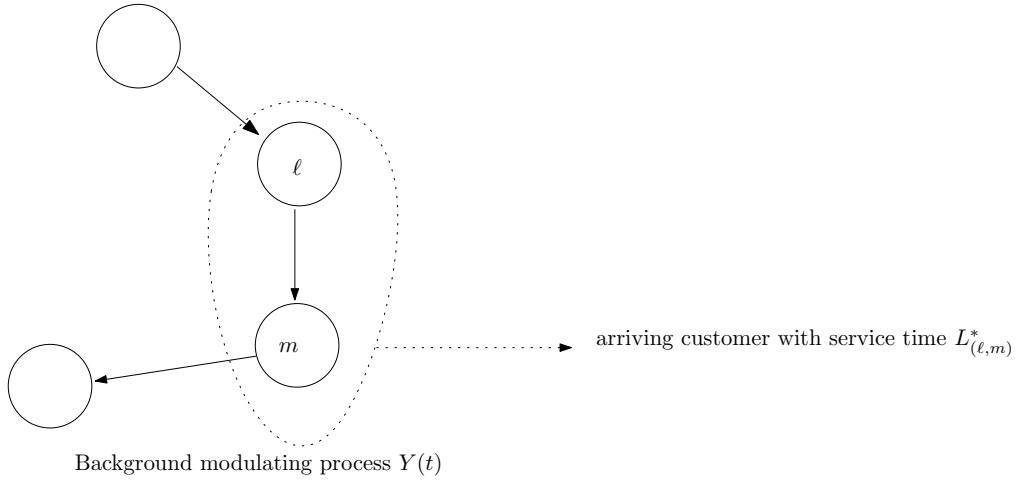 ℓ
m
arriving customer with service time L*₍ℓ,m₎
Background modulating process Y(t)